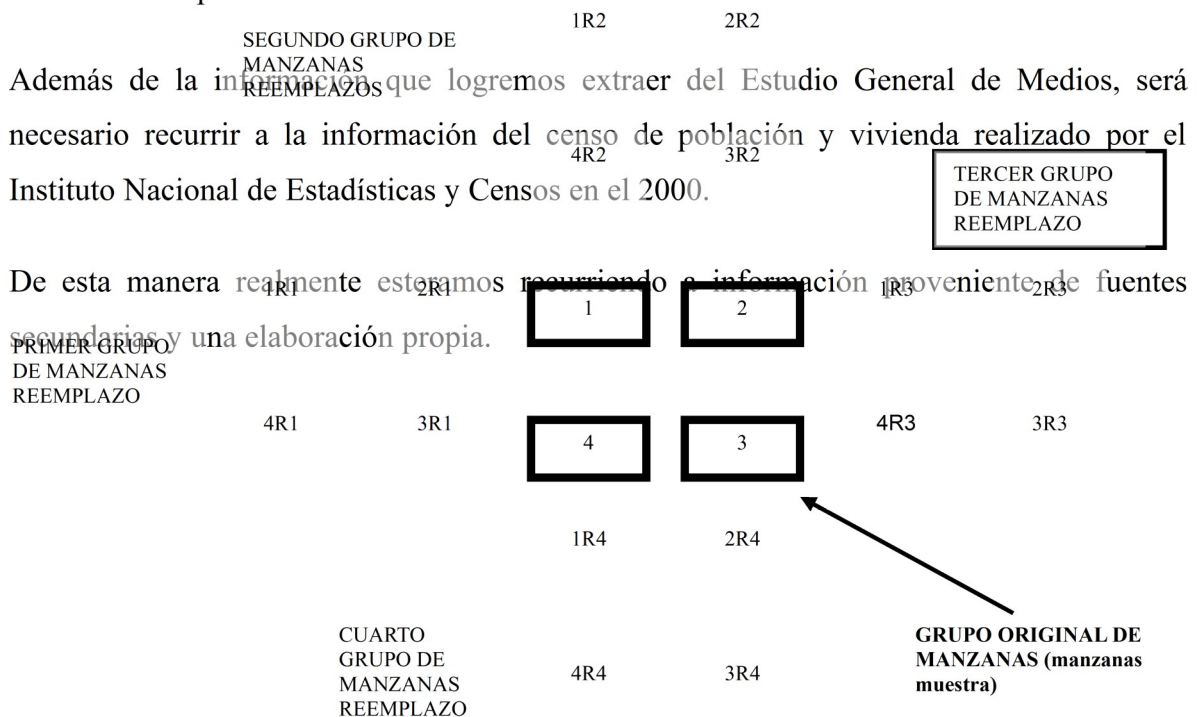 1R2 2R2
SEGUNDO GRUPO DE
MANZANAS
REEMPLAZOS
Además de la información que logremos extraer del Estudio General de Medios, será
necesario recurrir a la información del censo de población y vivienda realizado por el
4R2 3R2
Instituto Nacional de Estadísticas y Censos en el 2000.
TERCER GRUPO
DE MANZANAS
REEMPLAZO
De esta manera realmente estaremos recurriendo a información proveniente de fuentes
secundarias y una elaboración propia.
1R1 2R1 1 2 1R3 2R3
PRIMER GRUPO
DE MANZANAS
REEMPLAZO
4R1 3R1 4 3 4R3 3R3
1R4 2R4
CUARTO
GRUPO DE
MANZANAS
REEMPLAZO
4R4 3R4
GRUPO ORIGINAL DE
MANZANAS (manzanas
muestra)